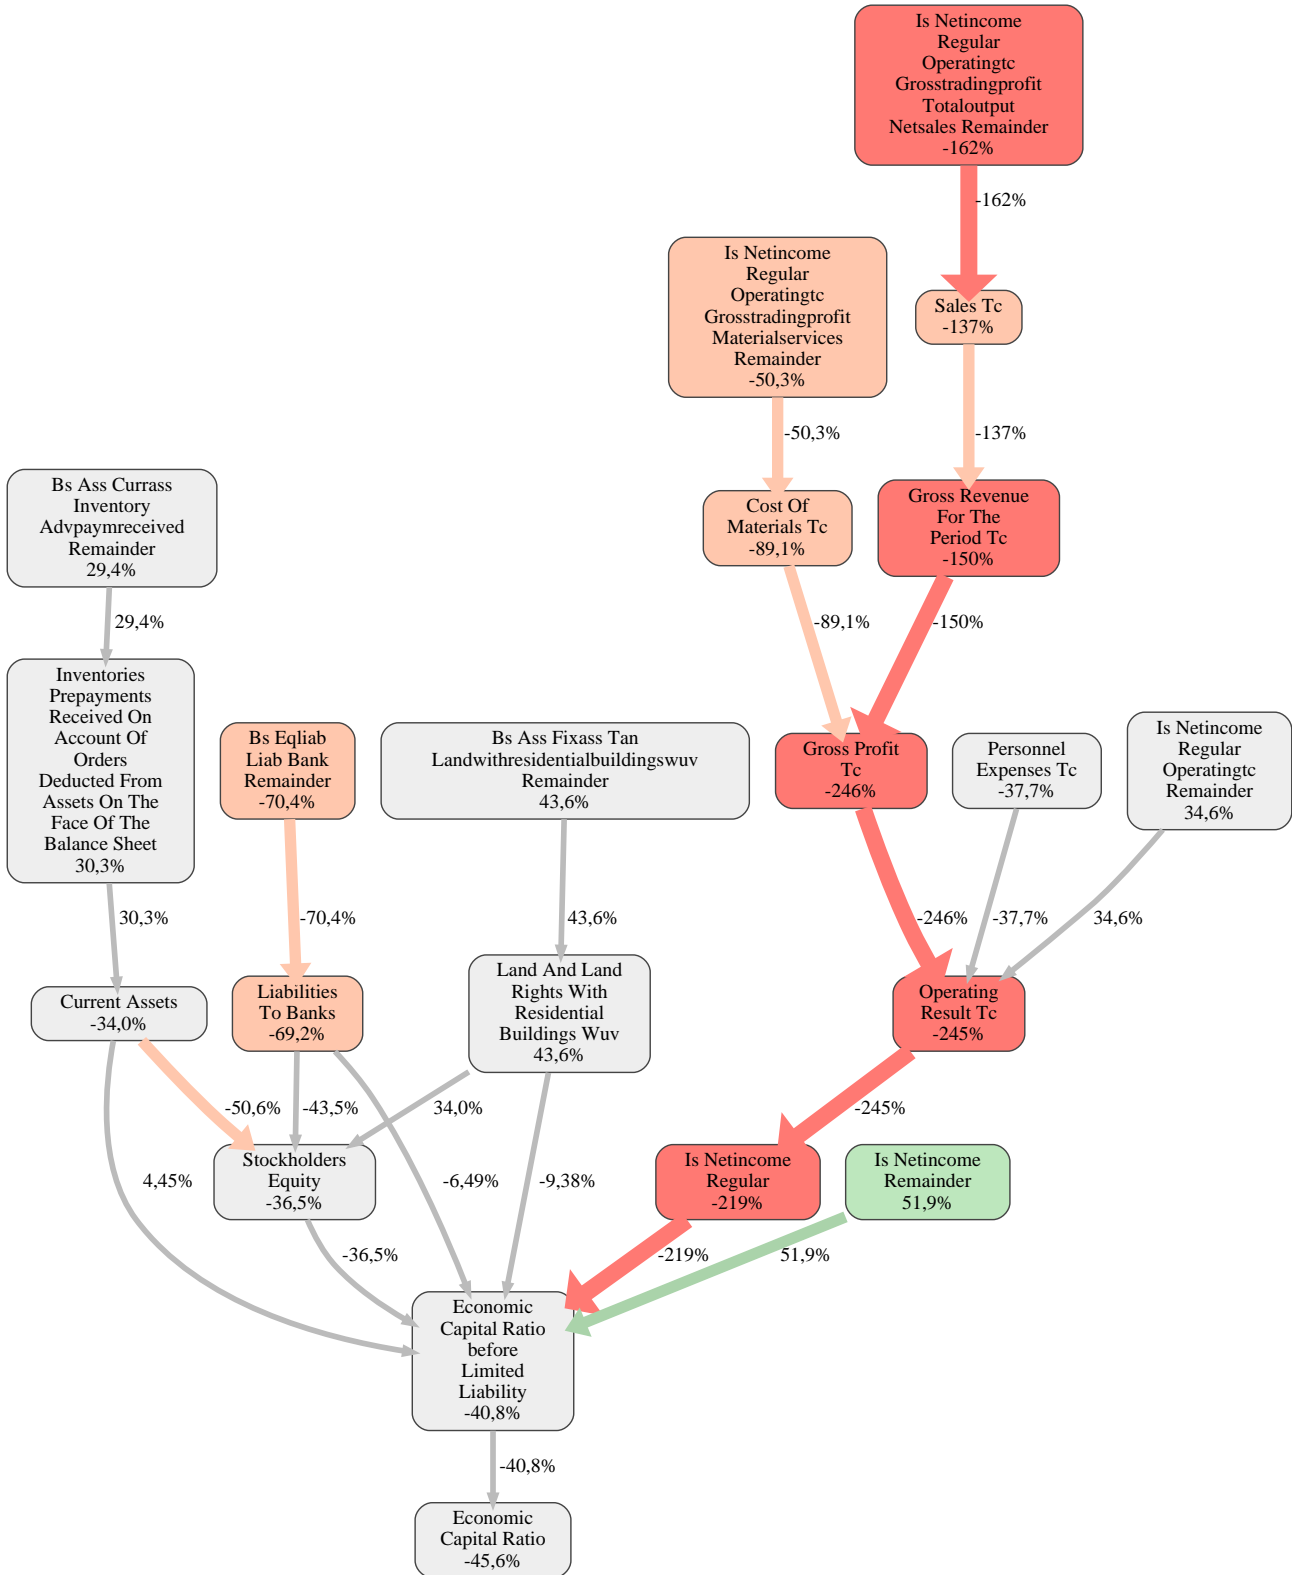 Is Netincome
Regular
Operatingtc
Grosstradingprofit
Totaloutput
Netsales Remainder
-162%
-162%
Is Netincome
Regular
Operatingtc
Grosstradingprofit
Materialservices
Remainder
-50,3%
Sales Tc
-137%
-50,3%
-137%
Bs Ass Currass
Inventory
Advpaymreceived
Remainder
29,4%
Cost Of
Materials Tc
-89,1%
Gross Revenue
For The
Period Tc
-150%
29,4%
-89,1%
-150%
Inventories
Prepayments
Received On
Account Of
Orders
Deducted From
Assets On The
Face Of The
Balance Sheet
30,3%
Bs Eqliab
Liab Bank
Remainder
-70,4%
Bs Ass Fixass Tan
Landwithresidentialbuildingswuv
Remainder
43,6%
Gross Profit
Tc
-246%
Personnel
Expenses Tc
-37,7%
Is Netincome
Regular
Operatingtc
Remainder
34,6%
30,3%
-70,4%
43,6%
-246%
-37,7%
34,6%
Current Assets
-34,0%
Liabilities
To Banks
-69,2%
Land And Land
Rights With
Residential
Buildings Wuv
43,6%
Operating
Result Tc
-245%
-50,6%
-43,5%
34,0%
-245%
Stockholders
Equity
-36,5%
4,45%
-6,49%
-9,38%
Is Netincome
Regular
-219%
Is Netincome
Remainder
51,9%
-36,5%
-219%
51,9%
Economic
Capital Ratio
before
Limited
Liability
-40,8%
-40,8%
Economic
Capital Ratio
-45,6%